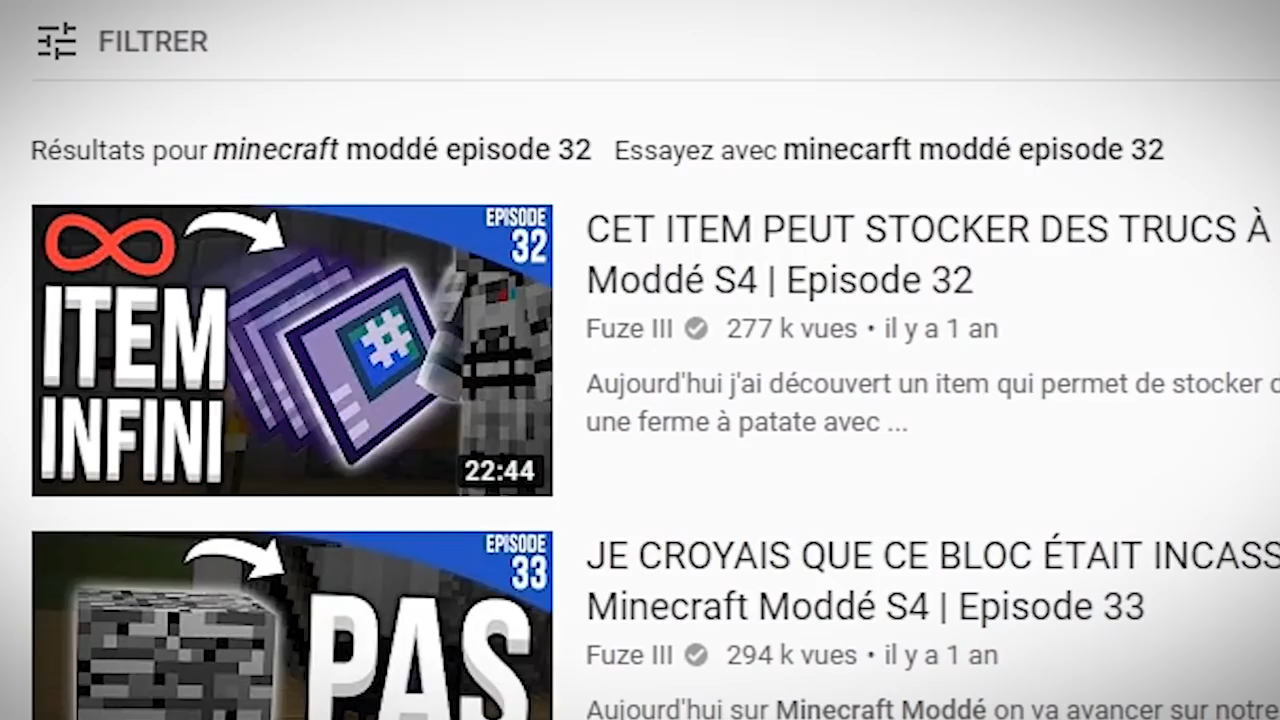 FILTRER
Résultats pour minecraft moddé episode 32 Essayez avec minecarft moddé episode 32
EPISODE
32
ITEM
INFINI
22:44
CET ITEM PEUT STOCKER DES TRUCS À
Moddé S4 | Episode 32
Fuze III 277 k vues • il y a 1 an
Aujourd'hui j'ai découvert un item qui permet de stocker d
une ferme à patate avec ...
EPISODE
33
PAS
JE CROYAIS QUE CE BLOC ÉTAIT INCASS
Minecraft Moddé S4 | Episode 33
Fuze III 294 k vues • il y a 1 an
Aujourd'hui sur Minecraft Moddé on va avancer sur notre